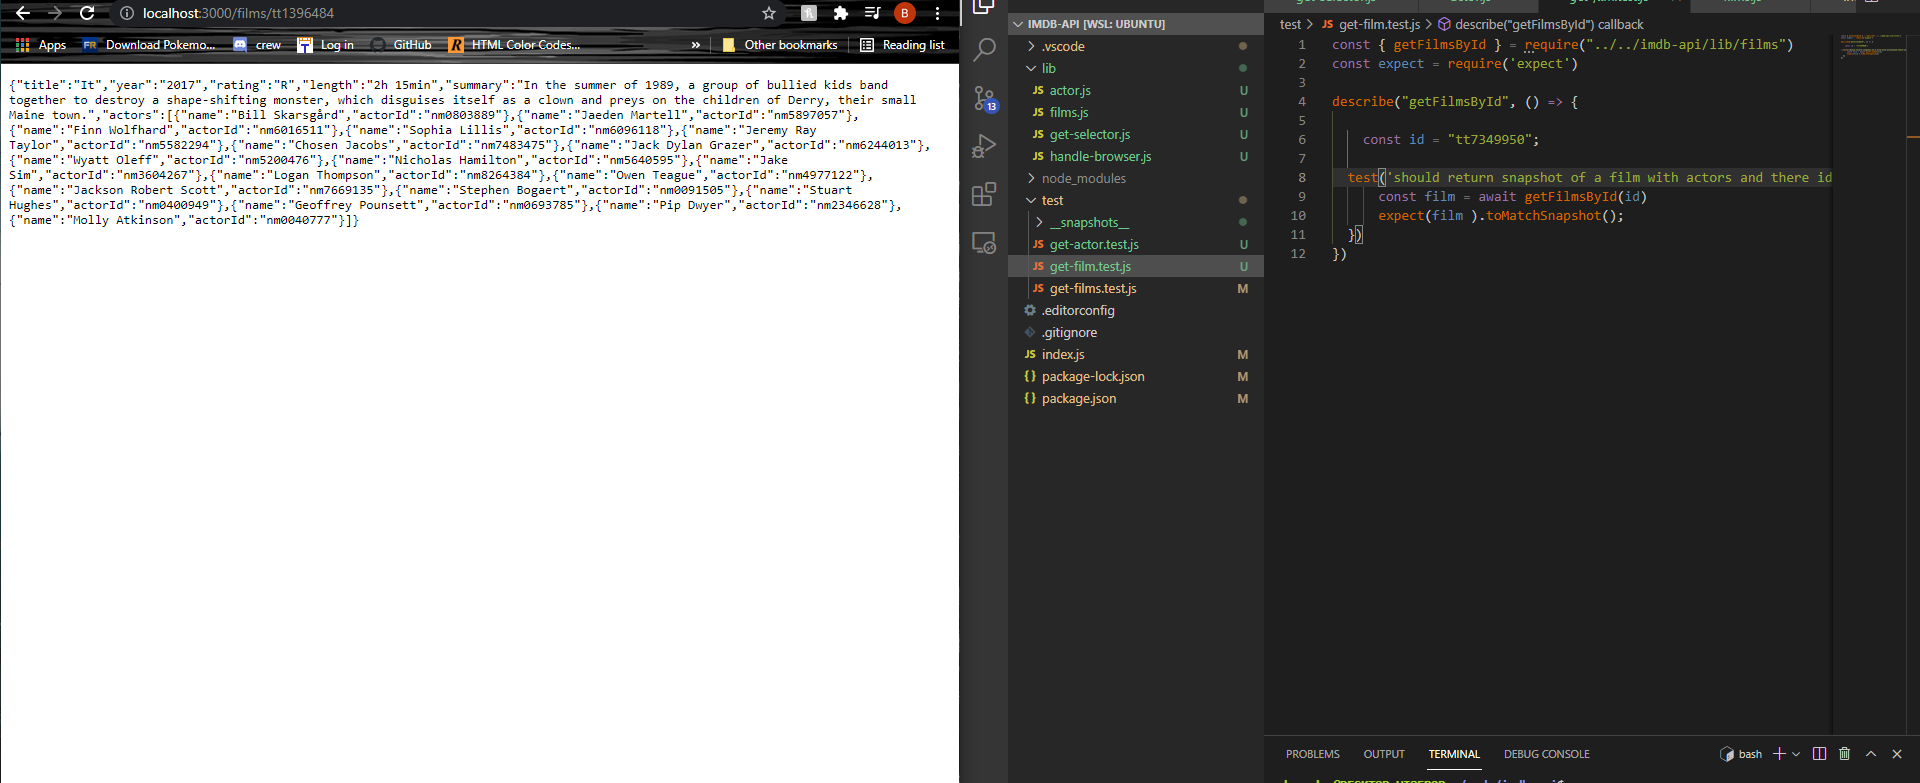 localhost:3000/films/tt1396484
B
Apps
FR Download Pokemo...
crew
Log in
GitHub
R HTML Color Codes...
»
Other bookmarks
Reading list
{"title":"It","year":"2017","rating":"R","length":"2h 15min","summary":"In the summer of 1989, a group of bullied kids band
together to destroy a shape-shifting monster, which disguises itself as a clown and preys on the children of Derry, their small
Maine town.","actors":[{"name":"Bill Skarsgård","actorId":"nm0803889"},{"name":"Jaeden Martell","actorId":"nm5897057"},
{"name":"Finn Wolfhard","actorId":"nm6016511"},{"name":"Sophia Lillis","actorId":"nm6096118"},{"name":"Jeremy Ray
Taylor","actorId":"nm5582294"},{"name":"Chosen Jacobs","actorId":"nm7483475"},{"name":"Jack Dylan Grazer","actorId":"nm6244013"},
{"name":"Wyatt Oleff","actorId":"nm5200476"},{"name":"Nicholas Hamilton","actorId":"nm5640595"},{"name":"Jake
Sim","actorId":"nm3604267"},{"name":"Logan Thompson","actorId":"nm8264384"},{"name":"Owen Teague","actorId":"nm4977122"},
{"name":"Jackson Robert Scott","actorId":"nm7669135"},{"name":"Stephen Bogaert","actorId":"nm0091505"},{"name":"Stuart
Hughes","actorId":"nm0400949"},{"name":"Geoffrey Pounsett","actorId":"nm0693785"},{"name":"Pip Dwyer","actorId":"nm2346628"},
{"name":"Molly Atkinson","actorId":"nm0040777"}]}
13
IMDB-API [WSL: UBUNTU]
.vscode
lib
JS actor.js U
JS films.js U
JS get-selector.js U
JS handle-browser.js U
node_modules
test
__snapshots__
JS get-actor.test.js U
JS get-film.test.js U
JS get-films.test.js M
.editorconfig
.gitignore
JS index.js M
{} package-lock.json M
{} package.json M
test > JS get-film.test.js > describe("getFilmsById") callback
1 const { getFilmsById } = require("../../imdb-api/lib/films")
2 const expect = require('expect')
3
4 describe("getFilmsById", () => {
5
6 const id = "tt7349950";
7
8 test('should return snapshot of a film with actors and there id
9 const film = await getFilmsById(id)
10 expect(film ).toMatchSnapshot();
11 })
12 })
PROBLEMS OUTPUT TERMINAL DEBUG CONSOLE
bash